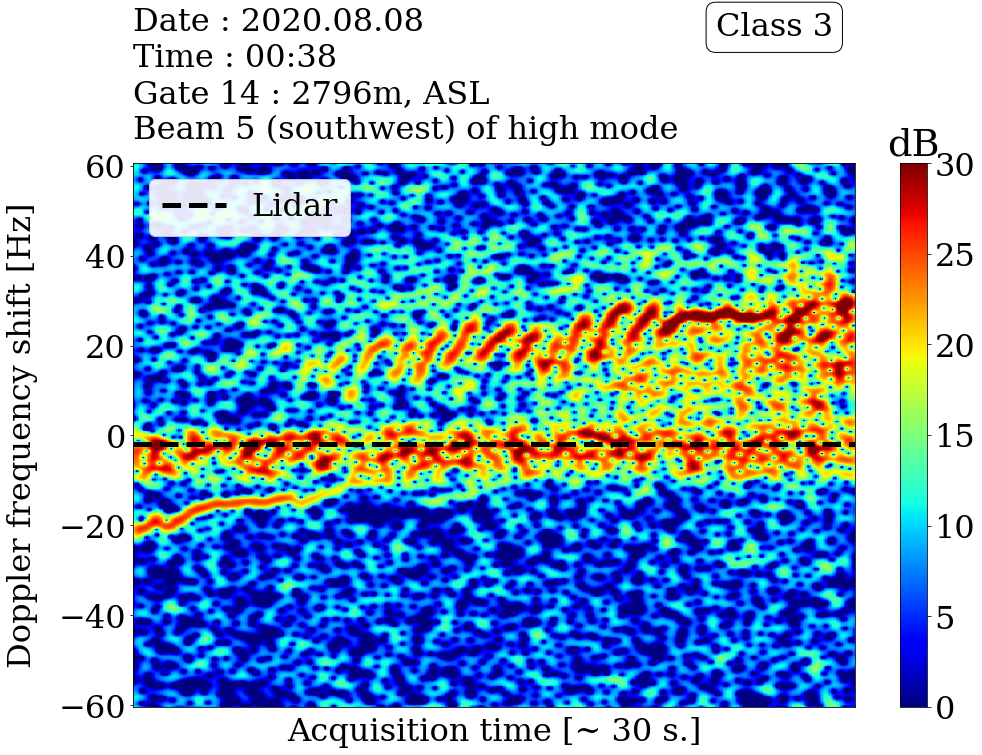 Date : 2020.08.08
Class 3
Time : 00:38
Gate 14 : 2796m, ASL
Beam 5 (southwest) of high mode
dB
60
40
20
0
−20
−40
−60
Doppler frequency shift [Hz]
Lidar
30
25
20
15
10
5
0
Acquisition time [~ 30 s.]